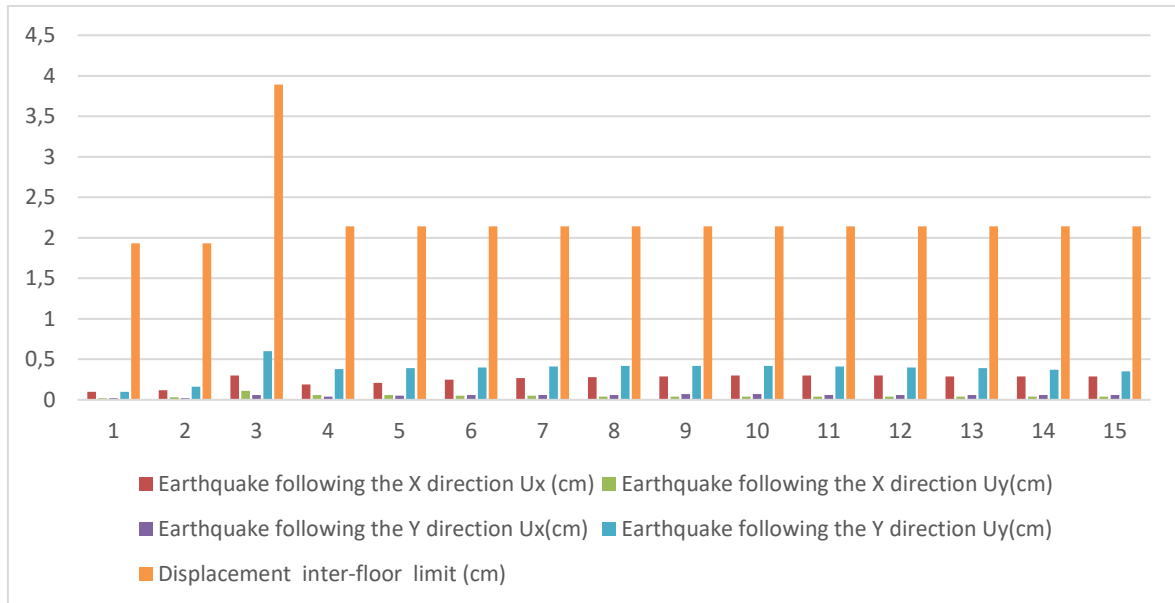 4,5
4
3,5
3
2,5
2
1,5
1
0,5
0
1 2 3 4 5 6 7 8 9 10 11 12 13 14 15
Earthquake following the X direction Ux (cm) Earthquake following the X direction Uy(cm)
Earthquake following the Y direction Ux(cm) Earthquake following the Y direction Uy(cm)
Displacement inter-floor limit (cm)